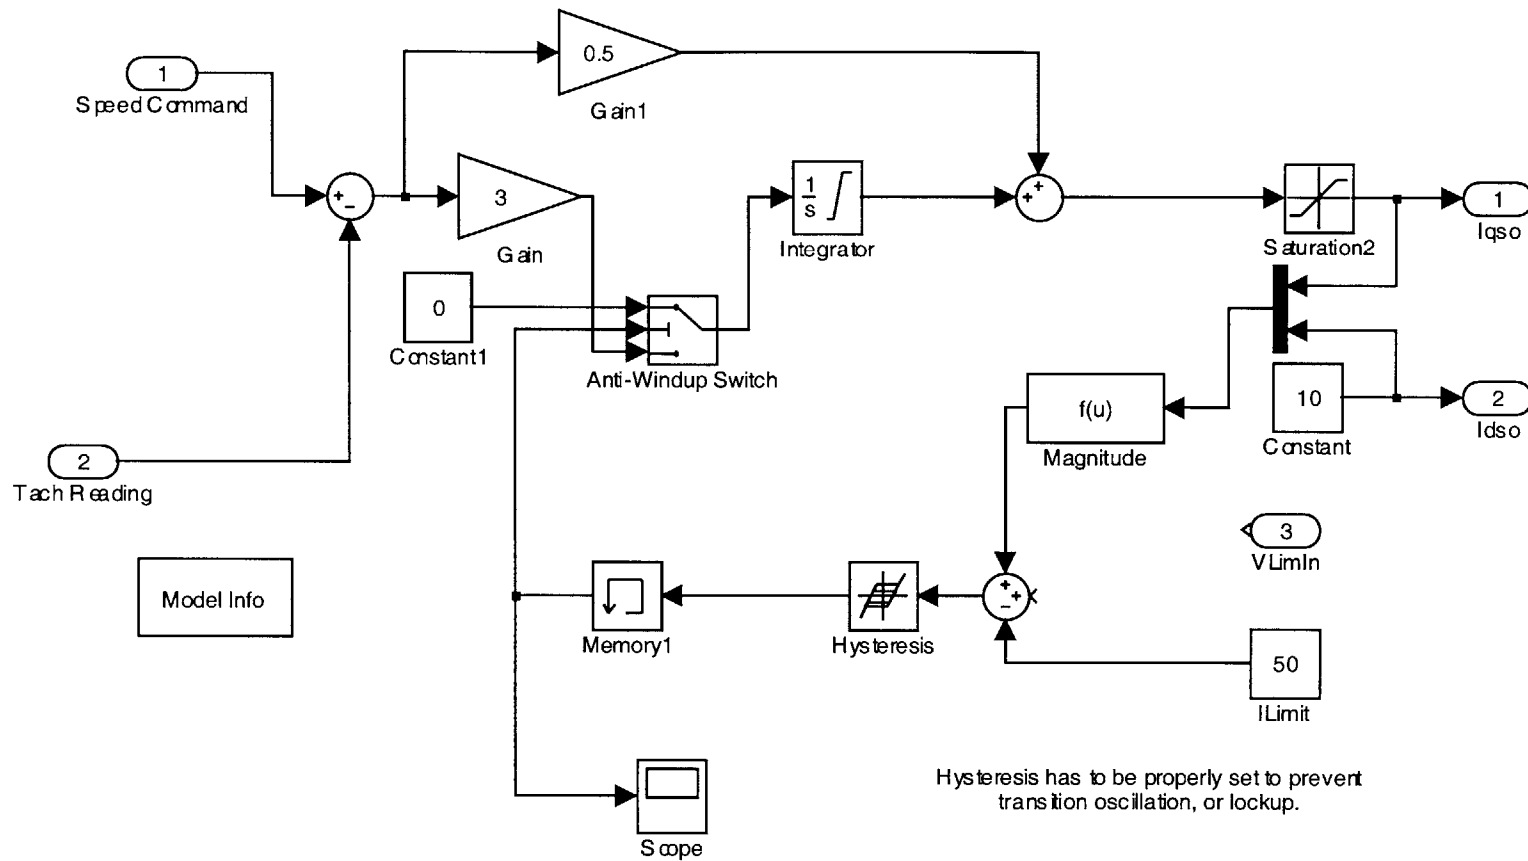 0.5
Gain1
1
Speed Command
+
−
3
Gain
1
s
Integrator
+
+
Saturation2
1
Iqso
0
Constant1
Anti-Windup Switch
f(u)
Magnitude
10
Constant
2
Idso
2
Tach Reading
3
VLimIn
Model Info
Memory1
Hysteresis
+
+
−
50
ILimit
Scope
Hysteresis has to be properly set to prevent
transition oscillation, or lockup.